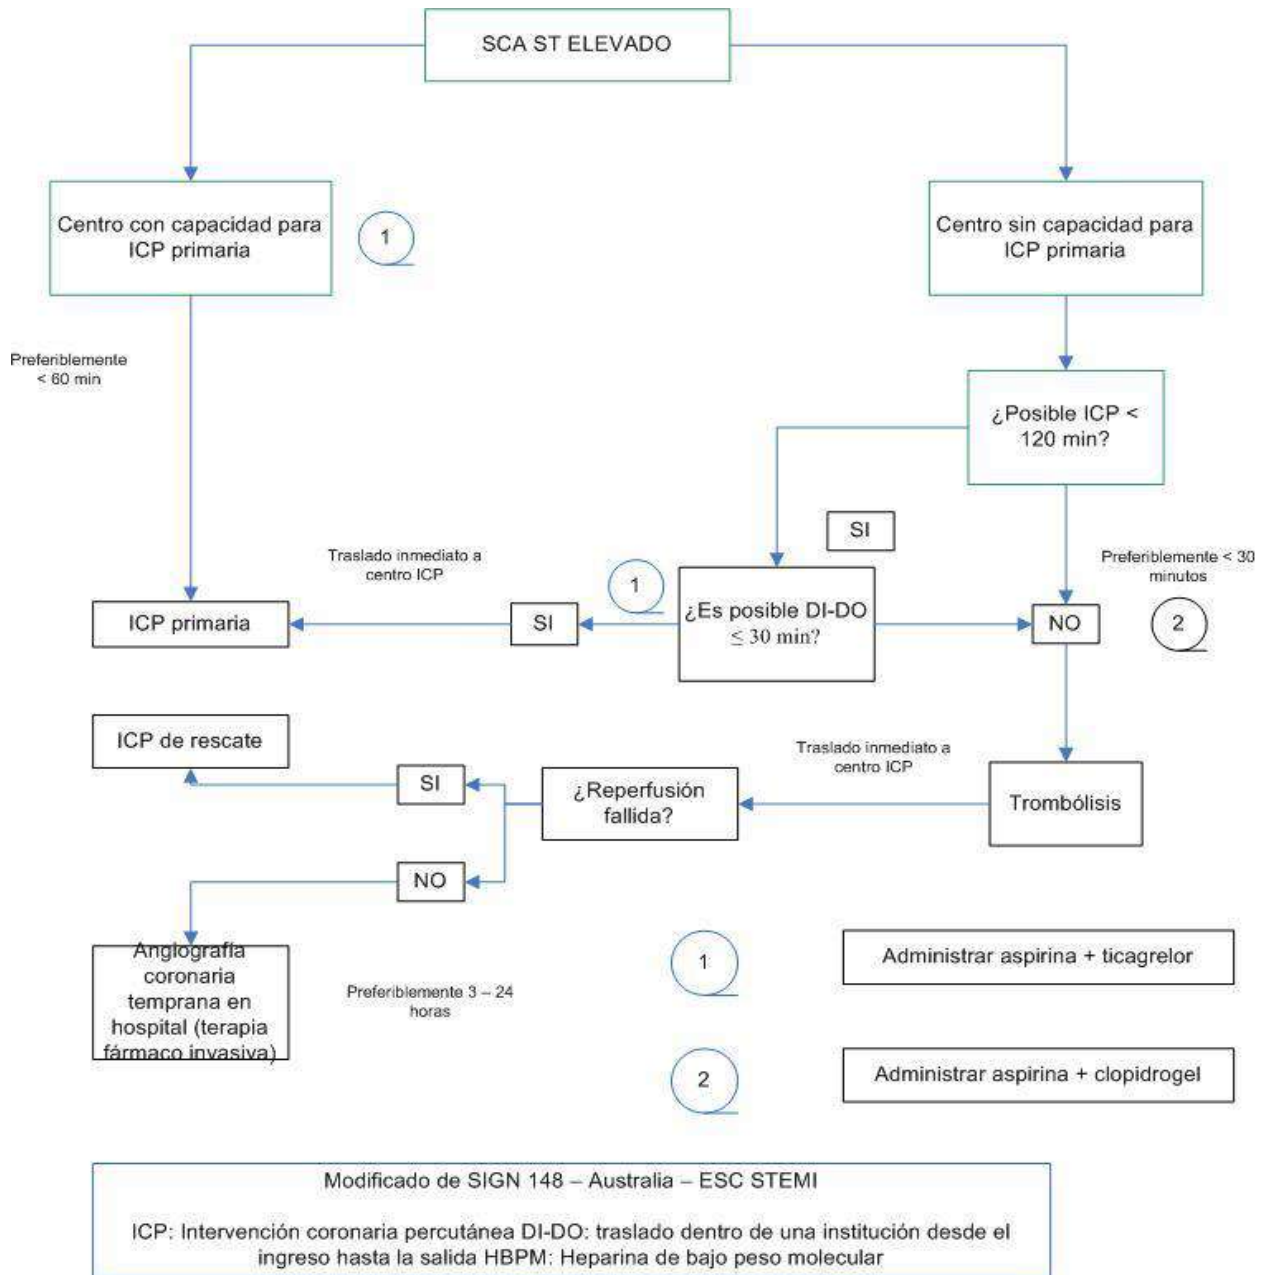 SCA ST ELEVADO
Centro con capacidad para
ICP primaria
1
Centro sin capacidad para
ICP primaria
Preferiblemente
< 60 min
¿Posible ICP <
120 min?
SI
Preferiblemente < 30
minutos
Traslado inmediato a
centro ICP
1
¿Es posible DI-DO
≤ 30 min?
ICP primaria
SI
NO
2
ICP de rescate
SI
¿Reperfusión
fallida?
Traslado inmediato a
centro ICP
Trombólisis
NO
Angiografía
coronaria
temprana en
hospital (terapia
fármaco invasiva)
Preferiblemente 3 – 24
horas
1
Administrar aspirina + ticagrelor
2
Administrar aspirina + clopidrogel
Modificado de SIGN 148 – Australia – ESC STEMI
ICP: Intervención coronaria percutánea DI-DO: traslado dentro de una institución desde el
ingreso hasta la salida HBPM: Heparina de bajo peso molecular